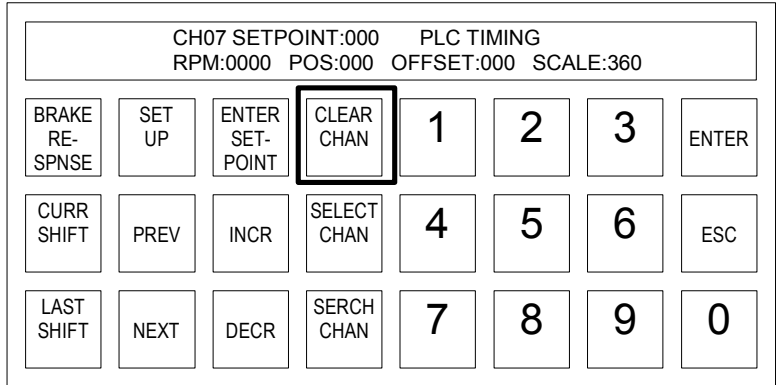 CH07 SETPOINT:000 PLC TIMING
RPM:0000 POS:000 OFFSET:000 SCALE:360
BRAKE
RE-
SPNSE
SET
UP
ENTER
SET-
POINT
CLEAR
CHAN
1
2
3
ENTER
CURR
SHIFT
PREV
INCR
SELECT
CHAN
4
5
6
ESC
LAST
SHIFT
NEXT
DECR
SERCH
CHAN
7
8
9
0